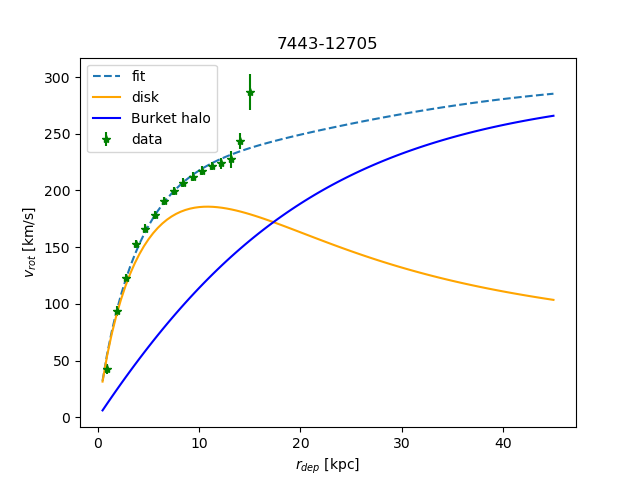 7443-12705
fit
disk
Burket halo
data
300
250
200
150
100
50
0
v_rot [km/s]
0 10 20 30 40
r_dep [kpc]